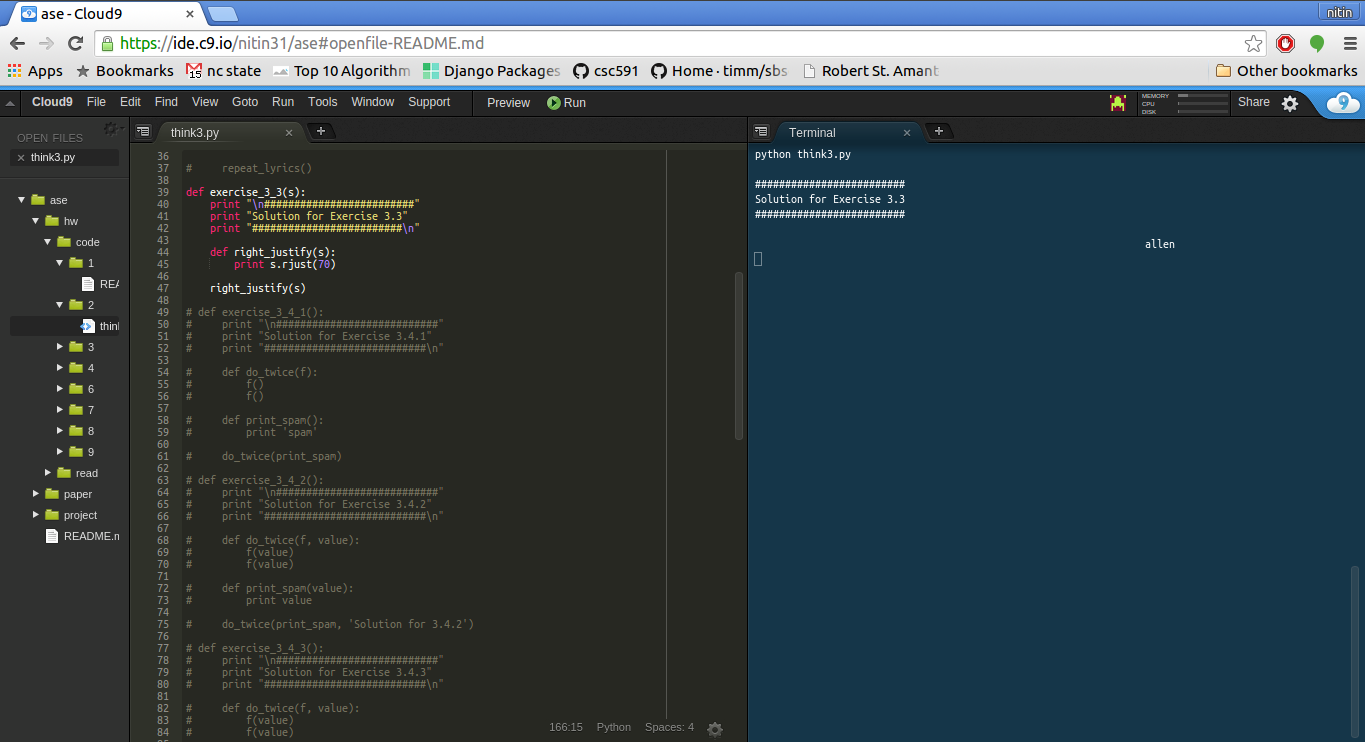 ase - Cloud9 ×
nitin
https://ide.c9.io/nitin31/ase#openfile-README.md
Apps Bookmarks 15 nc state Top 10 Algorithm Django Packages csc591 Home · timm/sbs Robert St. Amant Other bookmarks
Cloud9 File Edit Find View Goto Run Tools Window Support Preview Run
MEMORY
CPU
DISK
Share
9
OPEN FILES
× think3.py
ase
hw
code
1
REA
2
thinl
3
4
6
7
8
9
read
paper
project
README.n
think3.py × +
36
37 #     repeat_lyrics()
38
39 def exercise_3_3(s):
40     print "\n#########################"
41     print "Solution for Exercise 3.3"
42     print "#########################\n"
43
44     def right_justify(s):
45         print s.rjust(70)
46
47     right_justify(s)
48
49 # def exercise_3_4_1():
50 #     print "\n###########################"
51 #     print "Solution for Exercise 3.4.1"
52 #     print "###########################\n"
53
54 #     def do_twice(f):
55 #         f()
56 #         f()
57
58 #     def print_spam():
59 #         print 'spam'
60
61 #     do_twice(print_spam)
62
63 # def exercise_3_4_2():
64 #     print "\n###########################"
65 #     print "Solution for Exercise 3.4.2"
66 #     print "###########################\n"
67
68 #     def do_twice(f, value):
69 #         f(value)
70 #         f(value)
71
72 #     def print_spam(value):
73 #         print value
74
75 #     do_twice(print_spam, 'Solution for 3.4.2')
76
77 # def exercise_3_4_3():
78 #     print "\n###########################"
79 #     print "Solution for Exercise 3.4.3"
80 #     print "###########################\n"
81
82 #     def do_twice(f, value):
83 #         f(value)
84 #         f(value)
166:15 Python Spaces: 4
Terminal × +
python think3.py
#########################
Solution for Exercise 3.3
#########################
allen